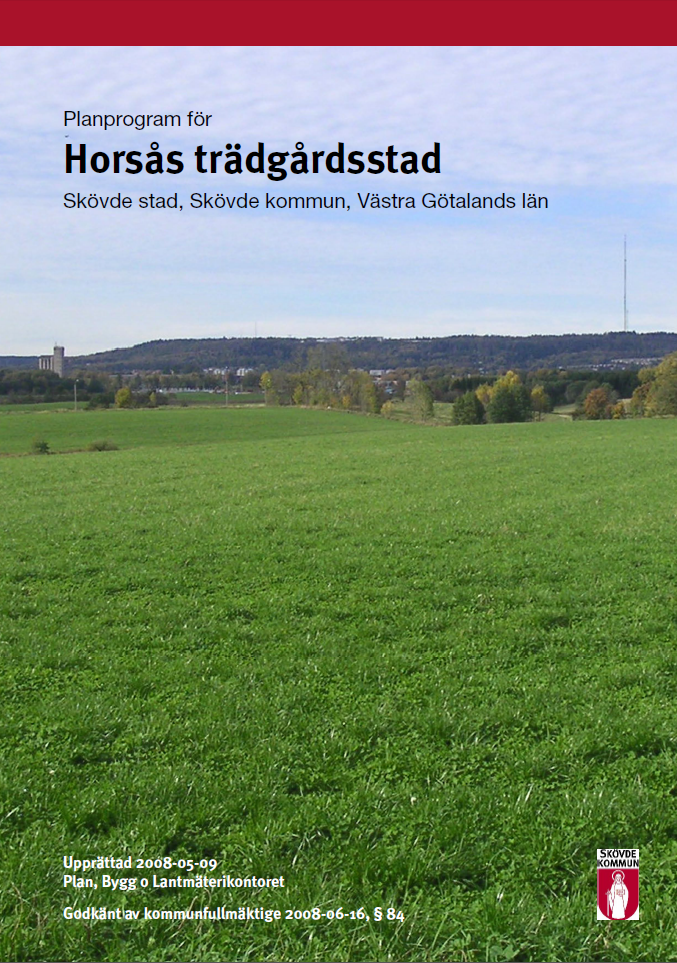 Planprogram för
Horsås trädgårdsstad
Skövde stad, Skövde kommun, Västra Götalands län
Upprättad 2008-05-09
Plan, Bygg o Lantmäterikontoret
Godkänt av kommunfullmäktige 2008-06-16, § 84
SKÖVDE
KOMMUN